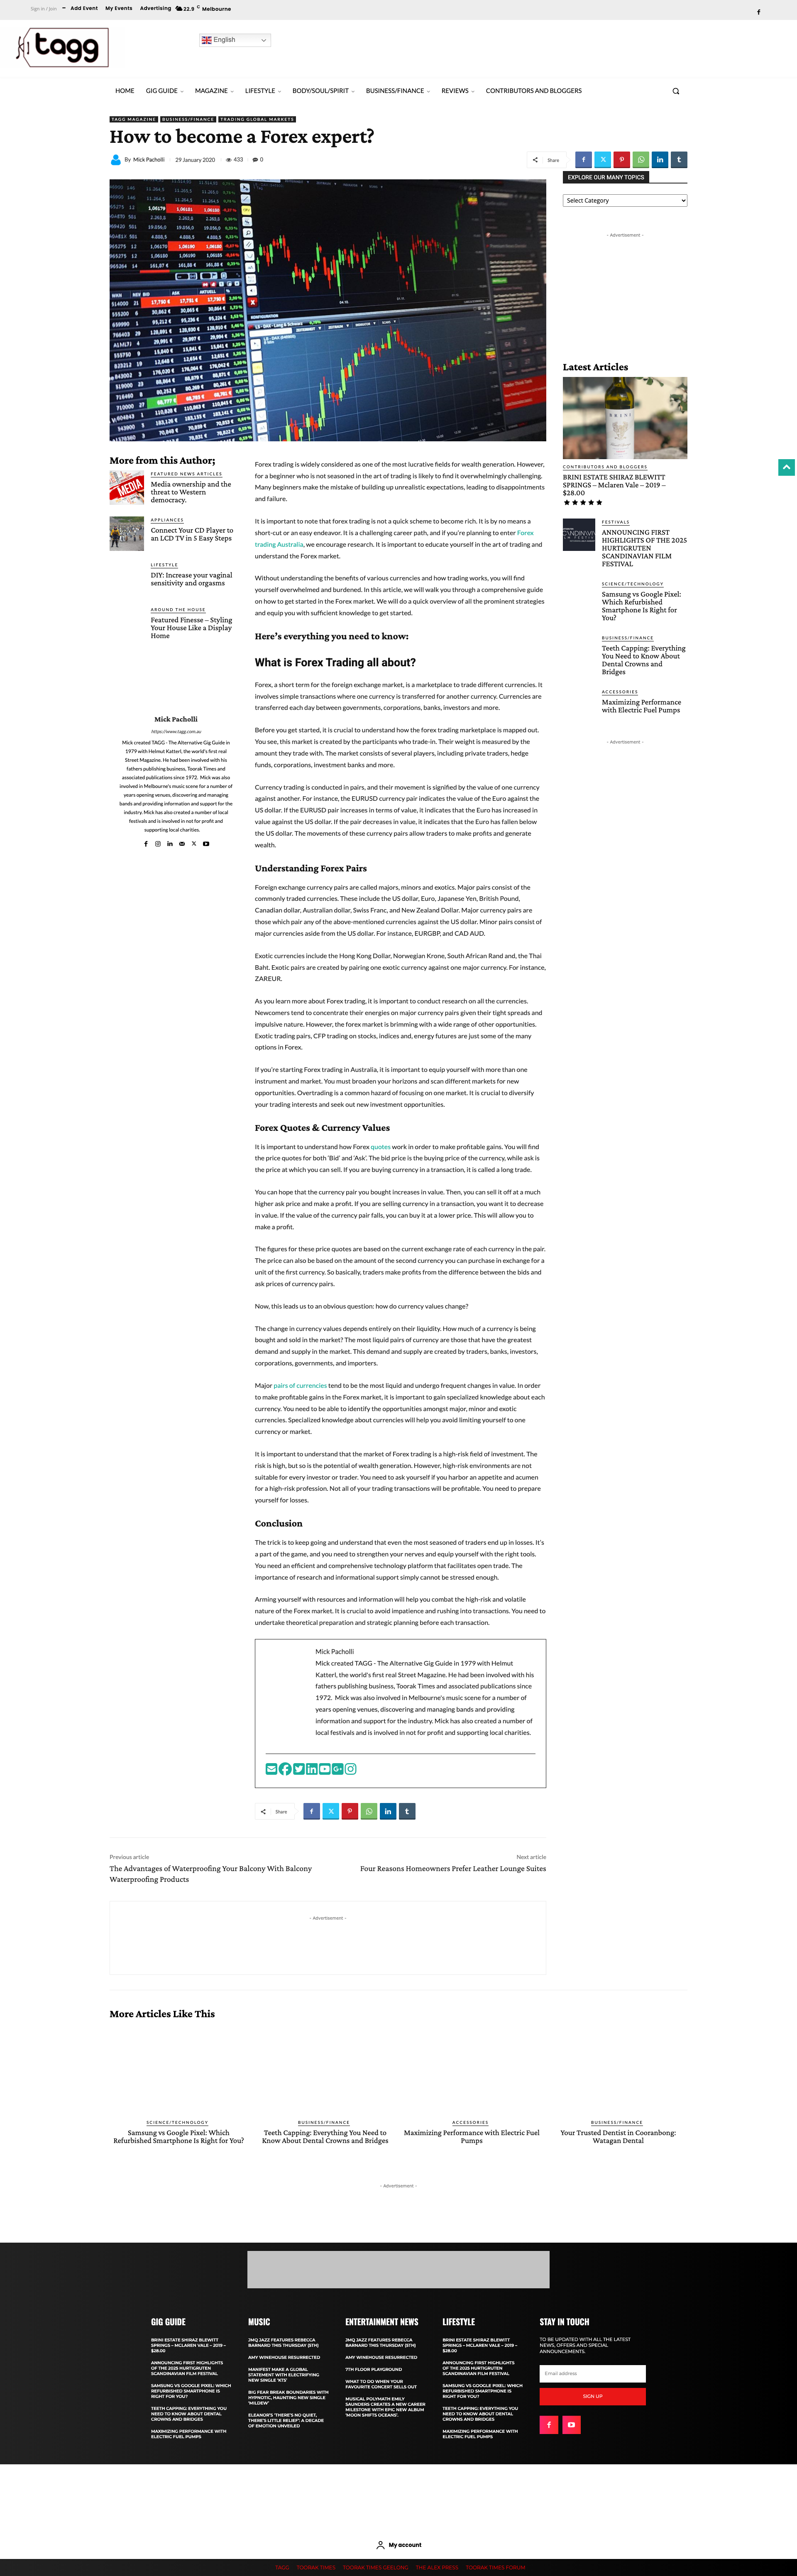 Sign in / Join
Add Event
My Events
Advertising
22.9 C Melbourne
tagg
English
HOME
GIG GUIDE
MAGAZINE
LIFESTYLE
BODY/SOUL/SPIRIT
BUSINESS/FINANCE
REVIEWS
CONTRIBUTORS AND BLOGGERS
TAGG MAGAZINE
BUSINESS/FINANCE
TRADING GLOBAL MARKETS
How to become a Forex expert?
By Mick Pacholli
29 January 2020
433
0
Share
EXPLORE OUR MANY TOPICS
Select Category
- Advertisement -
Latest Articles
CONTRIBUTORS AND BLOGGERS
BRINI ESTATE SHIRAZ BLEWITT
SPRINGS – Mclaren Vale – 2019 –
$28.00
FESTIVALS
ANNOUNCING FIRST
HIGHLIGHTS OF THE 2025
HURTIGRUTEN
SCANDINAVIAN FILM
FESTIVAL
SCIENCE/TECHNOLOGY
Samsung vs Google Pixel:
Which Refurbished
Smartphone Is Right for
You?
BUSINESS/FINANCE
Teeth Capping: Everything
You Need to Know About
Dental Crowns and
Bridges
ACCESSORIES
Maximizing Performance
with Electric Fuel Pumps
- Advertisement -
More from this Author;
FEATURED NEWS ARTICLES
Media ownership and the
threat to Western
democracy.
APPLIANCES
Connect Your CD Player to
an LCD TV in 5 Easy Steps
LIFESTYLE
DIY: Increase your vaginal
sensitivity and orgasms
AROUND THE HOUSE
Featured Finesse – Styling
Your House Like a Display
Home
Mick Pacholli
https://www.tagg.com.au
Mick created TAGG - The Alternative Gig Guide in
1979 with Helmut Katterl, the world's first real
Street Magazine. He had been involved with his
fathers publishing business, Toorak Times and
associated publications since 1972.  Mick was also
involved in Melbourne's music scene for a number of
years opening venues, discovering and managing
bands and providing information and support for the
industry. Mick has also created a number of local
festivals and is involved in not for profit and
supporting local charities.
Forex trading is widely considered as one of the most lucrative fields for wealth generation. However,
for a beginner who is not seasoned in the art of trading is likely to find it overwhelmingly challenging.
Many beginners make the mistake of building up unrealistic expectations, leading to disappointments
and failure.
It is important to note that forex trading is not a quick scheme to become rich. It is by no means a
short-cut or an easy endeavor. It is a challenging career path, and if you're planning to enter Forex
trading Australia, we encourage research. It is important to educate yourself in the art of trading and
understand the Forex market.
Without understanding the benefits of various currencies and how trading works, you will find
yourself overwhelmed and burdened. In this article, we will walk you through a comprehensive guide
on how to get started in the Forex market. We will do a quick overview of all the elements involved in
and equip you with sufficient knowledge to get started.
Here's everything you need to know:
What is Forex Trading all about?
Forex, a short term for the foreign exchange market, is a marketplace to trade different currencies. It
involves simple transactions where one currency is transferred for another currency. Currencies are
transferred each day between governments, corporations, banks, investors and more.
Before you get started, it is crucial to understand how the forex trading marketplace is mapped out.
You see, this market is created by the participants who trade-in. Their weight is measured by the
amount they trade with. The market consists of several players, including private traders, hedge
funds, corporations, investment banks and more.
Currency trading is conducted in pairs, and their movement is signified by the value of one currency
against another. For instance, the EURUSD currency pair indicates the value of the Euro against the
US dollar. If the EURUSD pair increases in terms of value, it indicates that the Euro has increased in
value against the US dollar. If the pair decreases in value, it indicates that the Euro has fallen below
the US dollar. The movements of these currency pairs allow traders to make profits and generate
wealth.
Understanding Forex Pairs
Foreign exchange currency pairs are called majors, minors and exotics. Major pairs consist of the
commonly traded currencies. These include the US dollar, Euro, Japanese Yen, British Pound,
Canadian dollar, Australian dollar, Swiss Franc, and New Zealand Dollar. Major currency pairs are
those which pair any of the above-mentioned currencies against the US dollar. Minor pairs consist of
major currencies aside from the US dollar. For instance, EURGBP, and CAD AUD.
Exotic currencies include the Hong Kong Dollar, Norwegian Krone, South African Rand and, the Thai
Baht. Exotic pairs are created by pairing one exotic currency against one major currency. For instance,
ZAREUR.
As you learn more about Forex trading, it is important to conduct research on all the currencies.
Newcomers tend to concentrate their energies on major currency pairs given their tight spreads and
impulsive nature. However, the forex market is brimming with a wide range of other opportunities.
Exotic trading pairs, CFP trading on stocks, indices and, energy futures are just some of the many
options in Forex.
If you're starting Forex trading in Australia, it is important to equip yourself with more than one
instrument and market. You must broaden your horizons and scan different markets for new
opportunities. Overtrading is a common hazard of focusing on one market. It is crucial to diversify
your trading interests and seek out new investment opportunities.
Forex Quotes & Currency Values
It is important to understand how Forex quotes work in order to make profitable gains. You will find
the price quotes for both 'Bid' and 'Ask'. The bid price is the buying price of the currency, while ask is
the price at which you can sell. If you are buying currency in a transaction, it is called a long trade.
You can hope that the currency pair you bought increases in value. Then, you can sell it off at a much
higher ask price and make a profit. If you are selling currency in a transaction, you want it to decrease
in value. If the value of the currency pair falls, you can buy it at a lower price. This will allow you to
make a profit.
The figures for these price quotes are based on the current exchange rate of each currency in the pair.
The price can also be based on the amount of the second currency you can purchase in exchange for a
unit of the first currency. So basically, traders make profits from the difference between the bids and
ask prices of currency pairs.
Now, this leads us to an obvious question: how do currency values change?
The change in currency values depends entirely on their liquidity. How much of a currency is being
bought and sold in the market? The most liquid pairs of currency are those that have the greatest
demand and supply in the market. This demand and supply are created by traders, banks, investors,
corporations, governments, and importers.
Major pairs of currencies tend to be the most liquid and undergo frequent changes in value. In order
to make profitable gains in the Forex market, it is important to gain specialized knowledge about each
currency. You need to be able to identify the opportunities amongst major, minor and exotic
currencies. Specialized knowledge about currencies will help you avoid limiting yourself to one
currency or market.
It is important to understand that the market of Forex trading is a high-risk field of investment. The
risk is high, but so is the potential of wealth generation. However, high-risk environments are not
suitable for every investor or trader. You need to ask yourself if you harbor an appetite and acumen
for a high-risk profession. Not all of your trading transactions will be profitable. You need to prepare
yourself for losses.
Conclusion
The trick is to keep going and understand that even the most seasoned of traders end up in losses. It's
a part of the game, and you need to strengthen your nerves and equip yourself with the right tools.
You need an efficient and comprehensive technology platform that facilitates open trade. The
importance of research and informational support simply cannot be stressed enough.
Arming yourself with resources and information will help you combat the high-risk and volatile
nature of the Forex market. It is crucial to avoid impatience and rushing into transactions. You need to
undertake theoretical preparation and strategic planning before each transaction.
Mick Pacholli
Mick created TAGG - The Alternative Gig Guide in 1979 with Helmut
Katterl, the world's first real Street Magazine. He had been involved with his
fathers publishing business, Toorak Times and associated publications since
1972.  Mick was also involved in Melbourne's music scene for a number of
years opening venues, discovering and managing bands and providing
information and support for the industry. Mick has also created a number of
local festivals and is involved in not for profit and supporting local charities.
Share
Previous article
The Advantages of Waterproofing Your Balcony With Balcony
Waterproofing Products
Next article
Four Reasons Homeowners Prefer Leather Lounge Suites
- Advertisement -
More Articles Like This
SCIENCE/TECHNOLOGY
Samsung vs Google Pixel: Which
Refurbished Smartphone Is Right for You?
BUSINESS/FINANCE
Teeth Capping: Everything You Need to
Know About Dental Crowns and Bridges
ACCESSORIES
Maximizing Performance with Electric Fuel
Pumps
BUSINESS/FINANCE
Your Trusted Dentist in Cooranbong:
Watagan Dental
- Advertisement -
GIG GUIDE
BRINI ESTATE SHIRAZ BLEWITT
SPRINGS – MCLAREN VALE – 2019 –
$28.00
ANNOUNCING FIRST HIGHLIGHTS
OF THE 2025 HURTIGRUTEN
SCANDINAVIAN FILM FESTIVAL
SAMSUNG VS GOOGLE PIXEL: WHICH
REFURBISHED SMARTPHONE IS
RIGHT FOR YOU?
TEETH CAPPING: EVERYTHING YOU
NEED TO KNOW ABOUT DENTAL
CROWNS AND BRIDGES
MAXIMIZING PERFORMANCE WITH
ELECTRIC FUEL PUMPS
MUSIC
JMQ JAZZ FEATURES REBECCA
BARNARD THIS THURSDAY (5TH)
AMY WINEHOUSE RESURRECTED
MANIFEST MAKE A GLOBAL
STATEMENT WITH ELECTRIFYING
NEW SINGLE 'KTS'
BIG FEAR BREAK BOUNDARIES WITH
HYPNOTIC, HAUNTING NEW SINGLE
'MILDEW'
ELEANOR'S 'THERE'S NO QUIET,
THERE'S LITTLE RELIEF': A DECADE
OF EMOTION UNVEILED
ENTERTAINMENT NEWS
JMQ JAZZ FEATURES REBECCA
BARNARD THIS THURSDAY (5TH)
AMY WINEHOUSE RESURRECTED
7TH FLOOR PLAYGROUND
WHAT TO DO WHEN YOUR
FAVOURITE CONCERT SELLS OUT
MUSICAL POLYMATH EMILY
SAUNDERS CREATES A NEW CAREER
MILESTONE WITH EPIC NEW ALBUM
'MOON SHIFTS OCEANS'.
LIFESTYLE
BRINI ESTATE SHIRAZ BLEWITT
SPRINGS – MCLAREN VALE – 2019 –
$28.00
ANNOUNCING FIRST HIGHLIGHTS
OF THE 2025 HURTIGRUTEN
SCANDINAVIAN FILM FESTIVAL
SAMSUNG VS GOOGLE PIXEL: WHICH
REFURBISHED SMARTPHONE IS
RIGHT FOR YOU?
TEETH CAPPING: EVERYTHING YOU
NEED TO KNOW ABOUT DENTAL
CROWNS AND BRIDGES
MAXIMIZING PERFORMANCE WITH
ELECTRIC FUEL PUMPS
STAY IN TOUCH
TO BE UPDATED WITH ALL THE LATEST
NEWS, OFFERS AND SPECIAL
ANNOUNCEMENTS.
Email address
SIGN UP
My account
TAGG
TOORAK TIMES
TOORAK TIMES GEELONG
THE ALEX PRESS
TOORAK TIMES FORUM